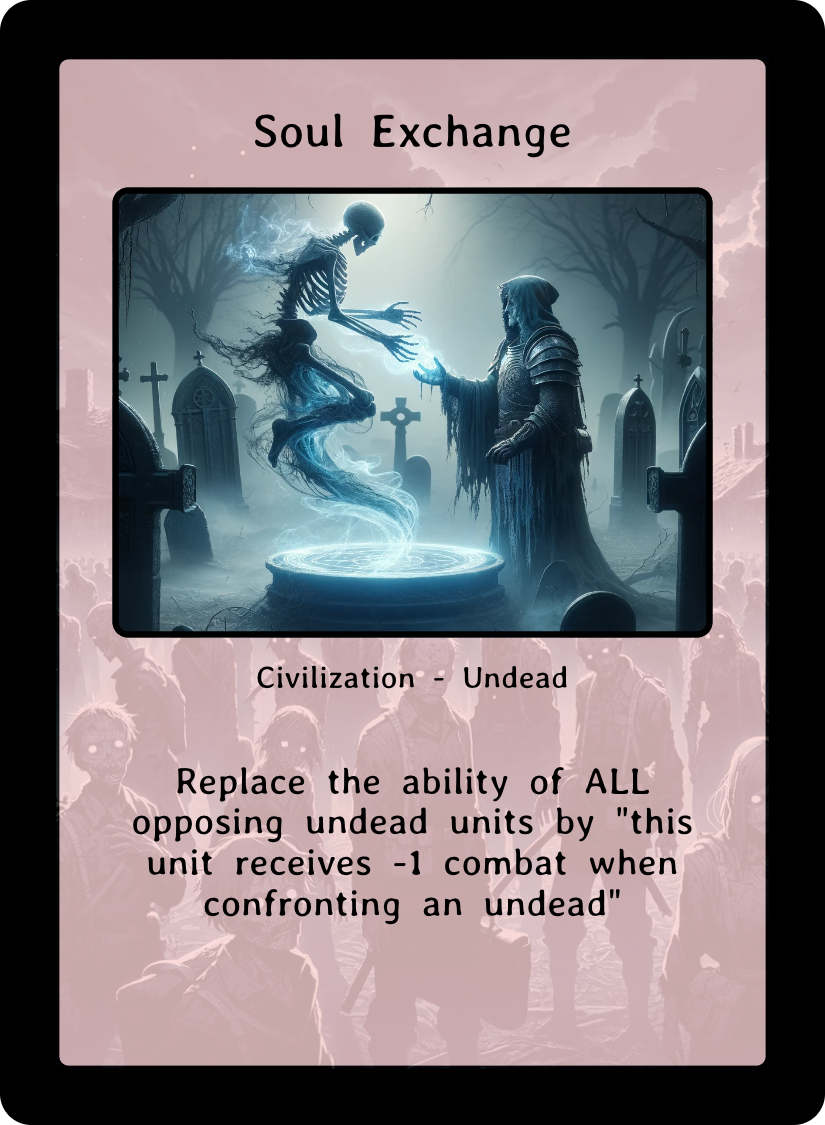 Soul Exchange
Civilization - Undead
Replace the ability of ALL
opposing undead units by "this
unit receives -1 combat when
confronting an undead"